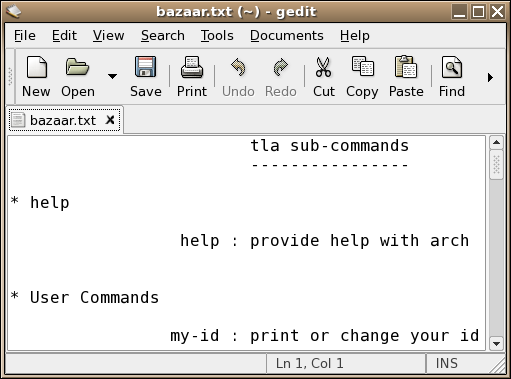 bazaar.txt (~) - gedit
File Edit View Search Tools Documents Help
New Open Save Print Undo Redo Cut Copy Paste Find
bazaar.txt
tla sub-commands
----------------
* help
help : provide help with arch
* User Commands
my-id : print or change your id
Ln 1, Col 1 INS